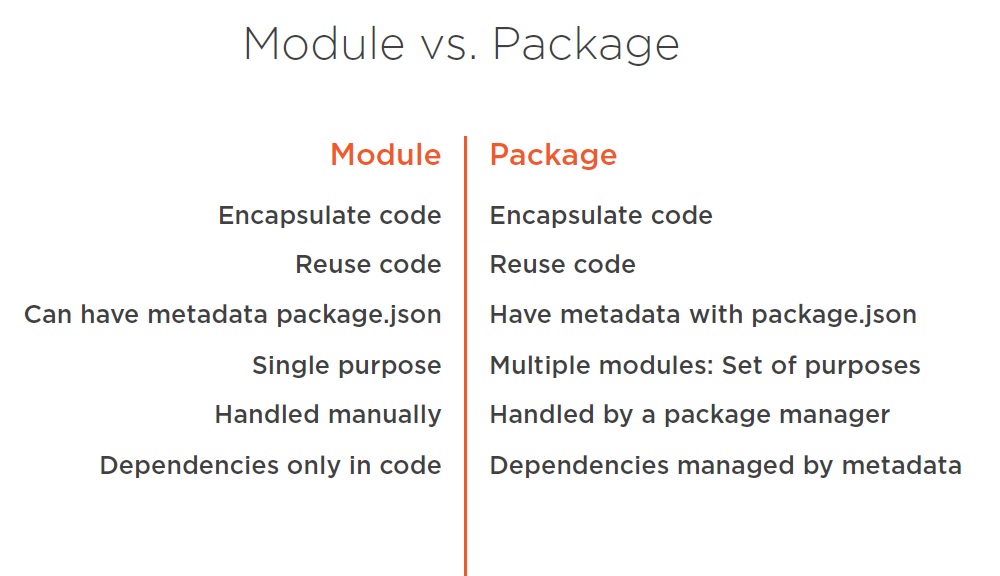 Module vs. Package
Module
Encapsulate code
Reuse code
Can have metadata package.json
Single purpose
Handled manually
Dependencies only in code
Package
Encapsulate code
Reuse code
Have metadata with package.json
Multiple modules: Set of purposes
Handled by a package manager
Dependencies managed by metadata